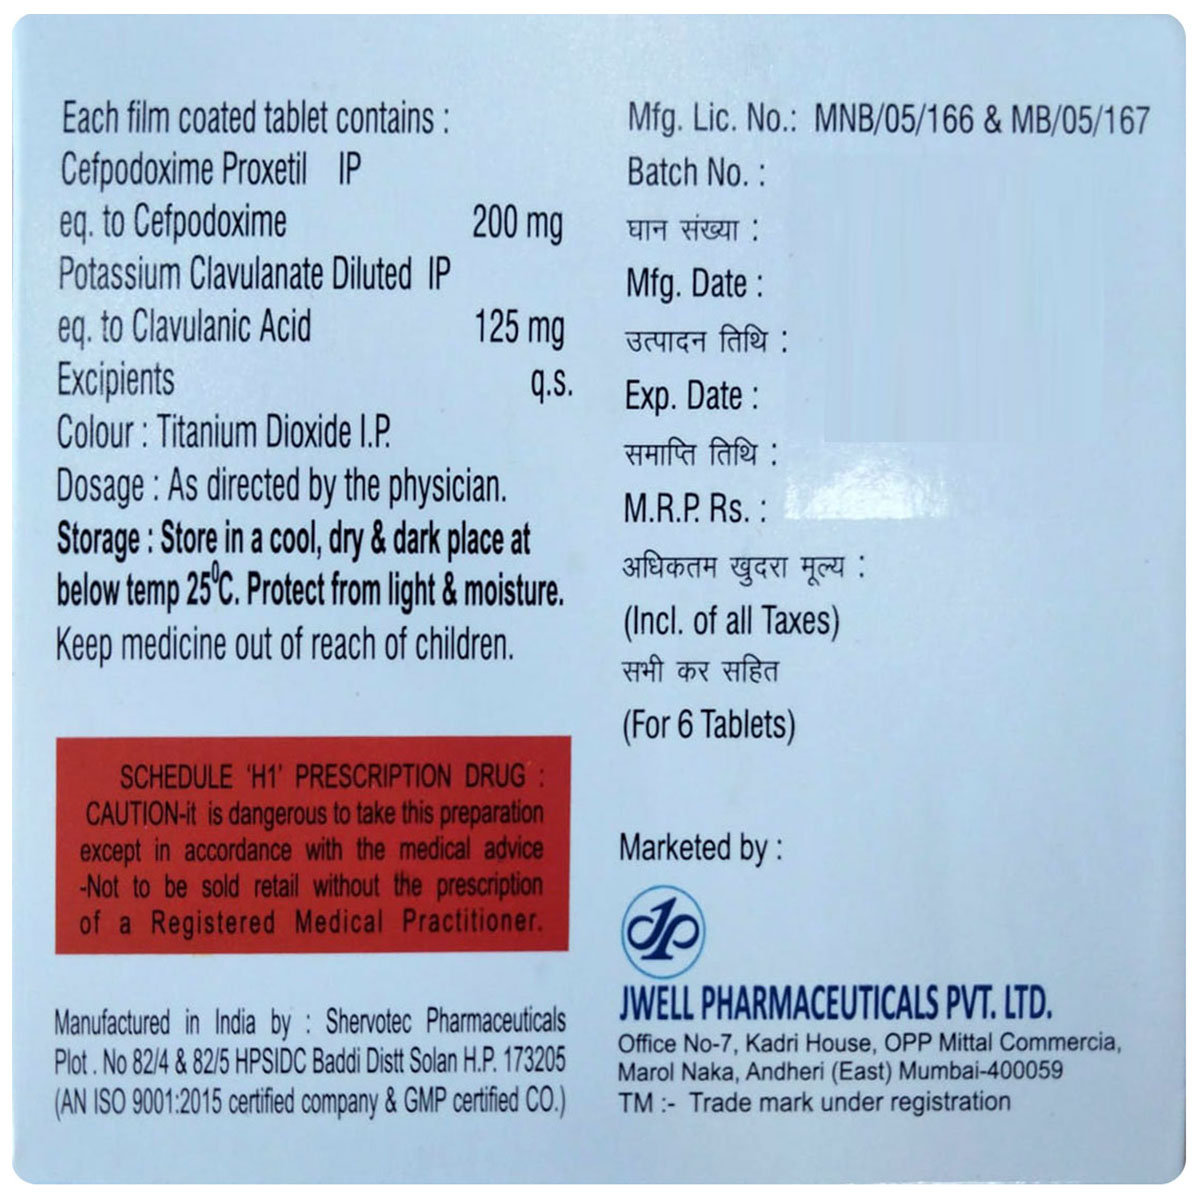 Each film coated tablet contains :
Cefpodoxime Proxetil IP
eq. to Cefpodoxime 200 mg
Potassium Clavulanate Diluted IP
eq. to Clavulanic Acid 125 mg
Excipients q.s.
Colour : Titanium Dioxide I.P.
Dosage : As directed by the physician.
Storage : Store in a cool, dry & dark place at
below temp 25⁰C. Protect from light & moisture.
Keep medicine out of reach of children.
SCHEDULE 'H1' PRESCRIPTION DRUG :
CAUTION-it is dangerous to take this preparation
except in accordance with the medical advice
-Not to be sold retail without the prescription
of a Registered Medical Practitioner.
Manufactured in India by : Shervotec Pharmaceuticals
Plot . No 82/4 & 82/5 HPSIDC Baddi Distt Solan H.P. 173205
(AN ISO 9001:2015 certified company & GMP certified CO.)
Mfg. Lic. No.: MNB/05/166 & MB/05/167
Batch No. :
घान संख्या :
Mfg. Date :
उत्पादन तिथि :
Exp. Date :
समाप्ति तिथि :
M.R.P. Rs. :
अधिकतम खुदरा मूल्य :
(Incl. of all Taxes)
सभी कर सहित
(For 6 Tablets)
Marketed by :
JP
JWELL PHARMACEUTICALS PVT. LTD.
Office No-7, Kadri House, OPP Mittal Commercia,
Marol Naka, Andheri (East) Mumbai-400059
TM :- Trade mark under registration